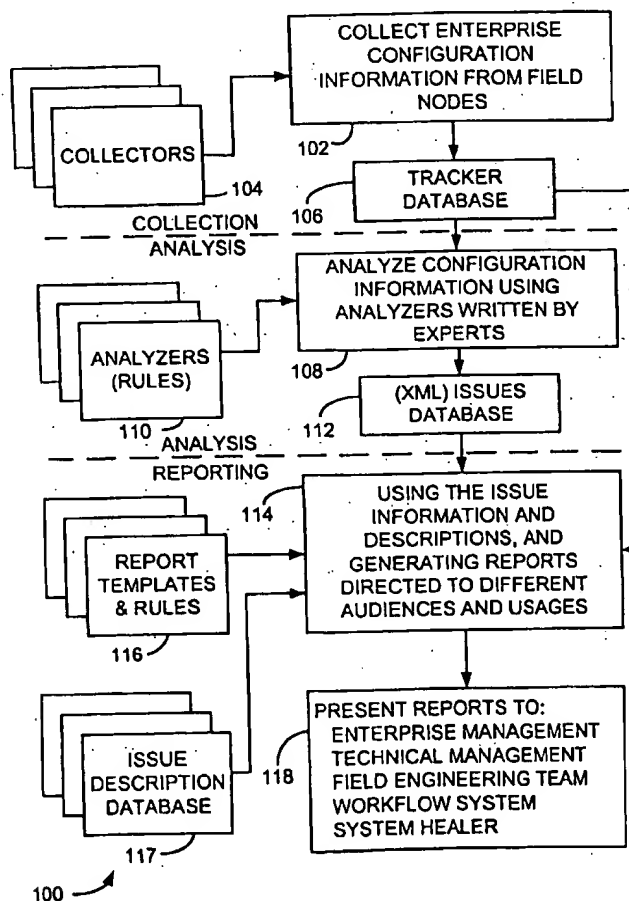 COLLECT ENTERPRISE
CONFIGURATION
INFORMATION FROM FIELD
NODES
102
COLLECTORS
104
TRACKER
DATABASE
106
COLLECTION
ANALYSIS
ANALYZE CONFIGURATION
INFORMATION USING
ANALYZERS WRITTEN BY
EXPERTS
108
ANALYZERS
(RULES)
110
(XML) ISSUES
DATABASE
112
ANALYSIS
REPORTING
114
USING THE ISSUE
INFORMATION AND
DESCRIPTIONS, AND
GENERATING REPORTS
DIRECTED TO DIFFERENT
AUDIENCES AND USAGES
REPORT
TEMPLATES
& RULES
116
ISSUE
DESCRIPTION
DATABASE
117
PRESENT REPORTS TO:
ENTERPRISE MANAGEMENT
TECHNICAL MANAGEMENT
FIELD ENGINEERING TEAM
WORKFLOW SYSTEM
SYSTEM HEALER
118
100